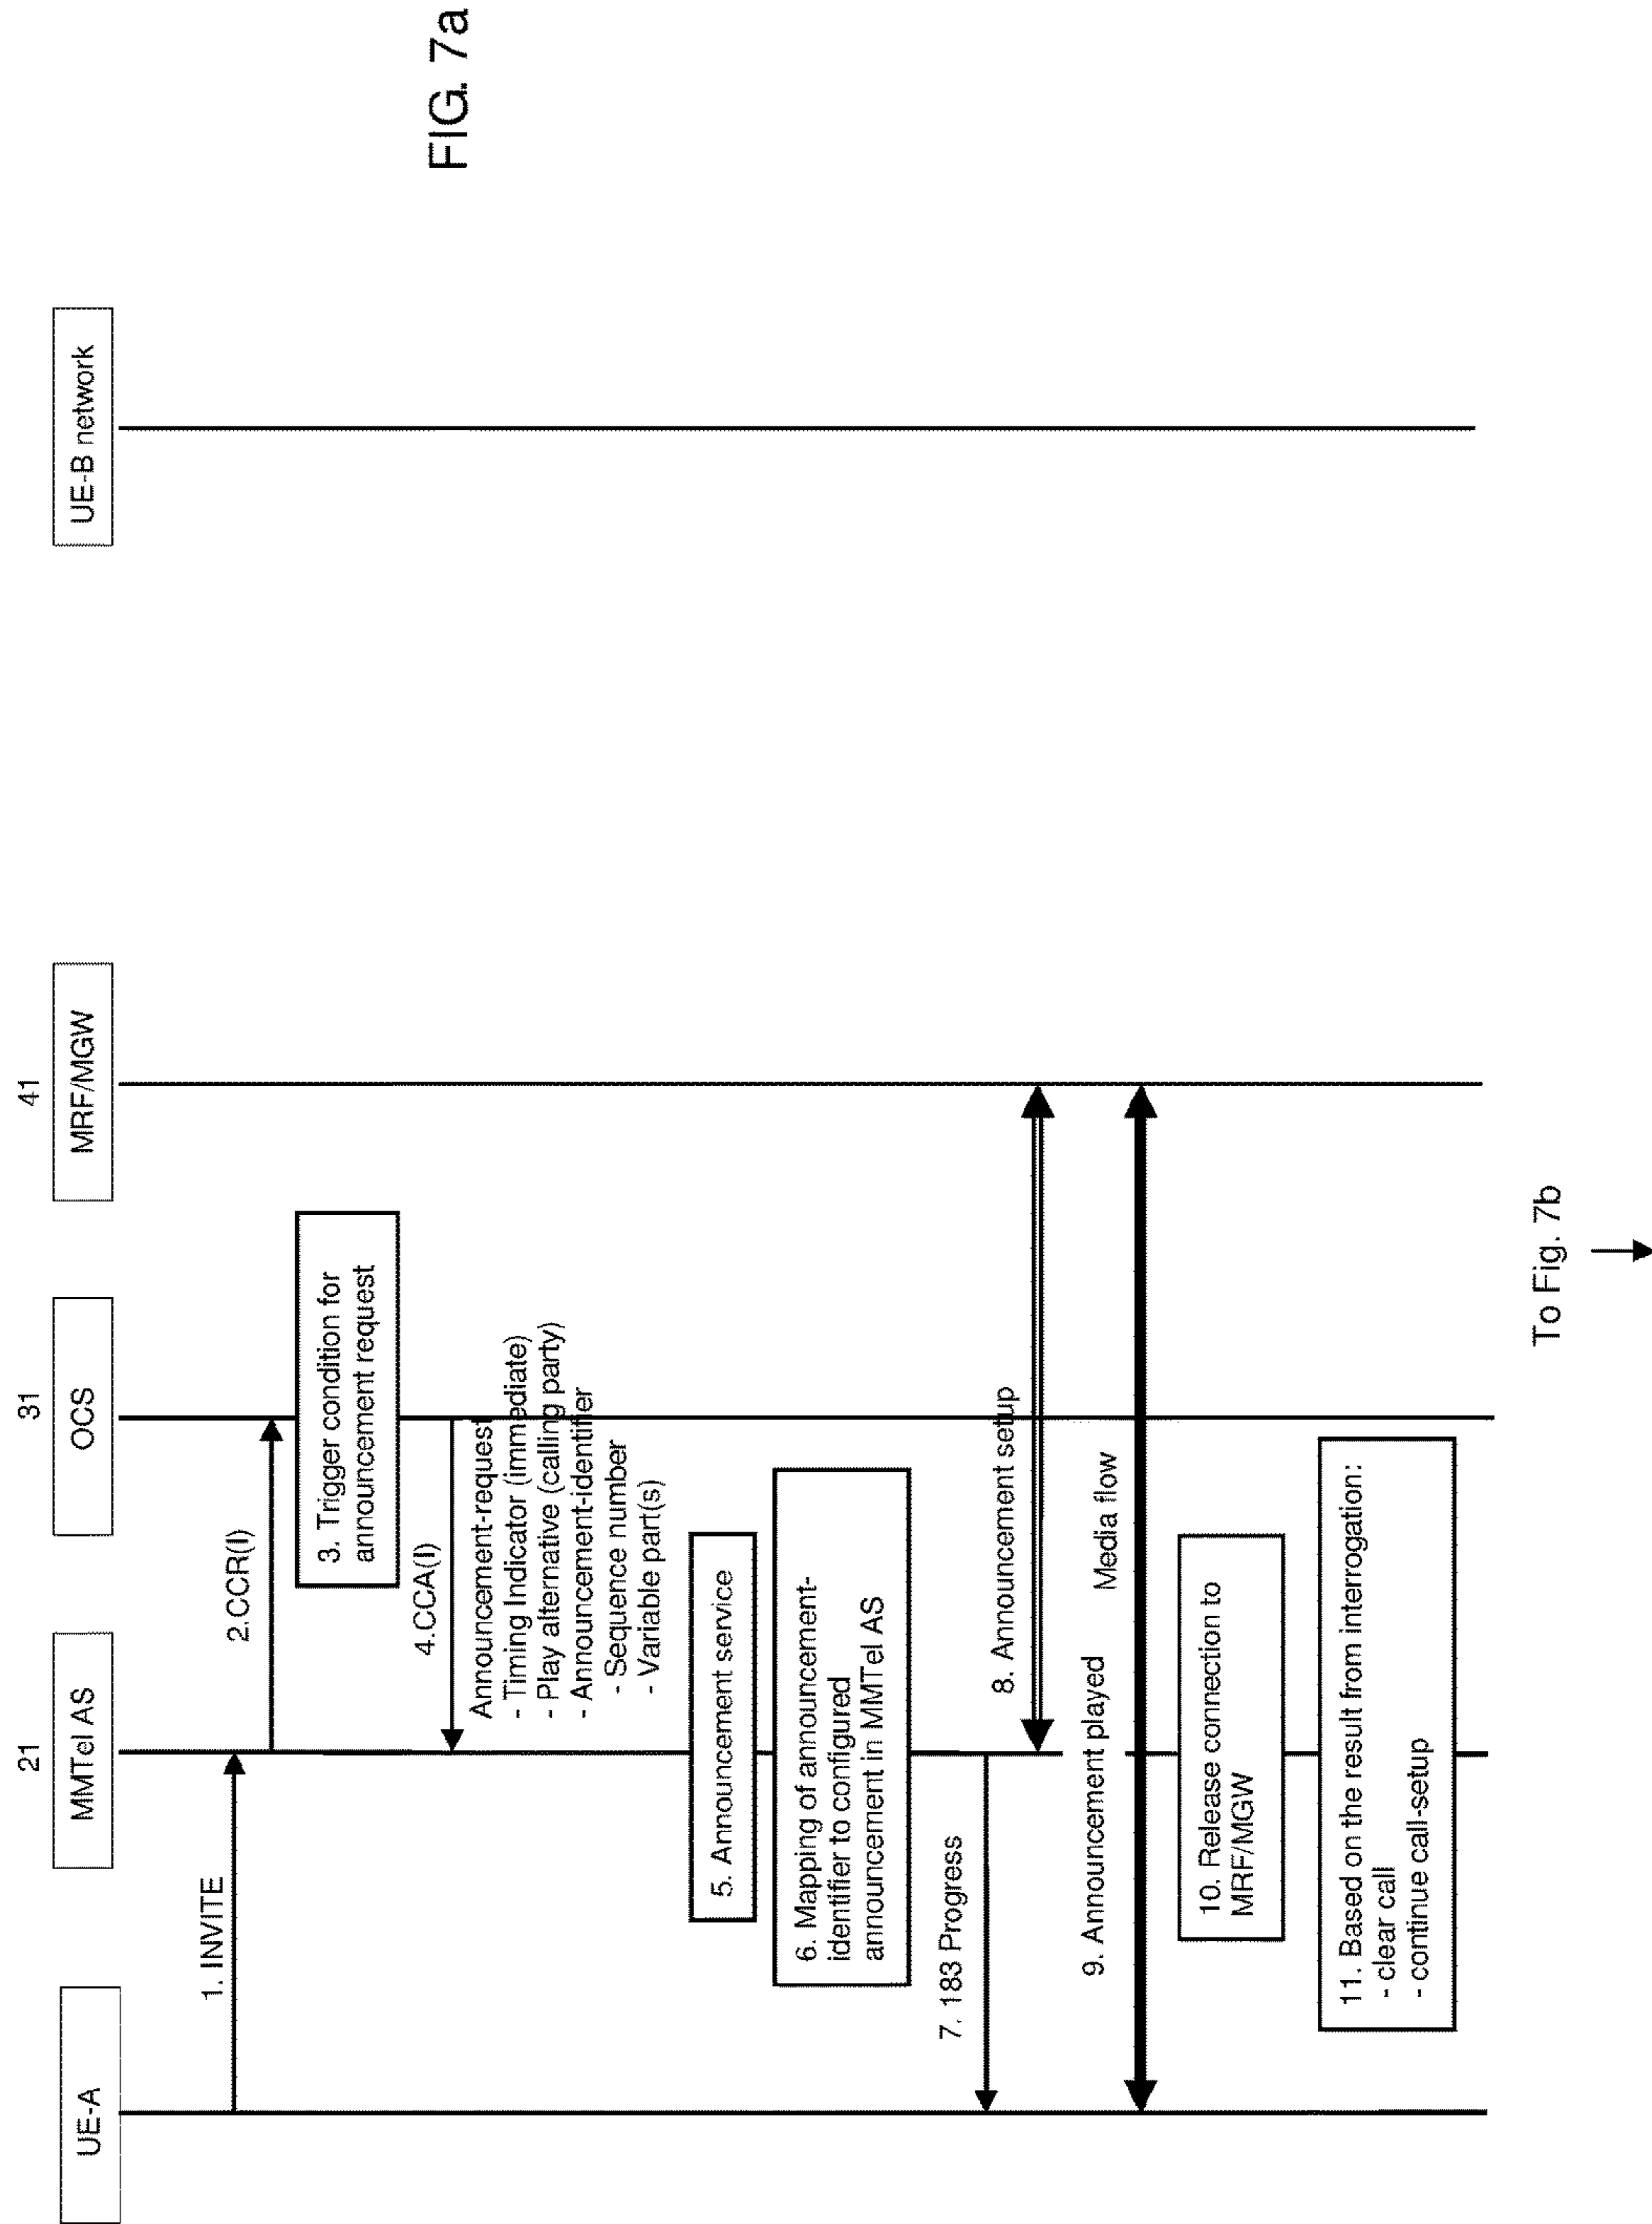 FIG. 7a
21
31
41
UE-A
MMTel AS
OCS
MRF/MGW
UE-B network
1. INVITE
2.CCR(I)
3. Trigger condition for
announcement request
4.CCA(I)
Announcement-request
- Timing Indicator (immediate)
- Play alternative (calling party)
- Announcement-identifier
- Sequence number
- Variable part(s)
5. Announcement service
6. Mapping of announcement-
identifier to configured
announcement in MMTel AS
7. 183 Progress
8. Announcement setup
9. Announcement played
Media flow
10. Release connection to
MRF/MGW
11. Based on the result from interrogation:
- clear call
- continue call-setup
To Fig. 7b